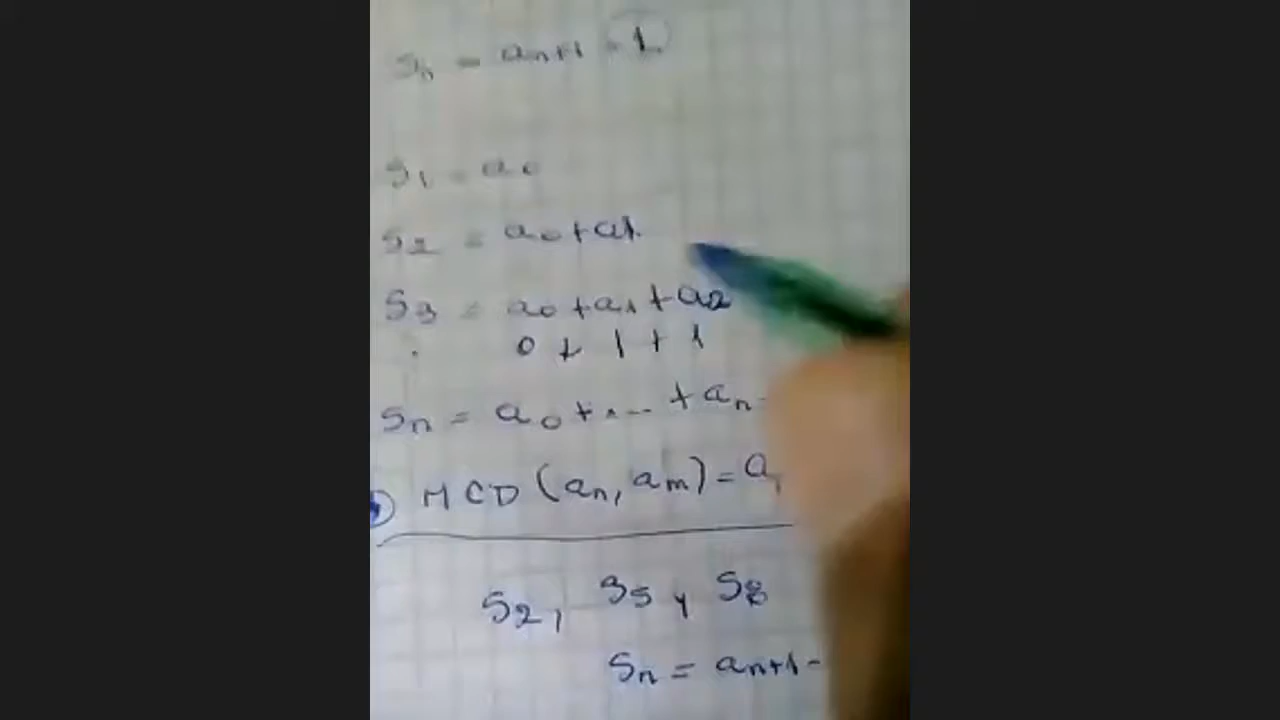 Sn = an+1 - 1
S1 = a0
S2 = a0 + a1
S3 = a0 + a1 + a2
0 + 1 + 1
Sn = a0 + ... + an-
MCD (an, am) = a
S2, S5 y S8
Sn = an+1 -